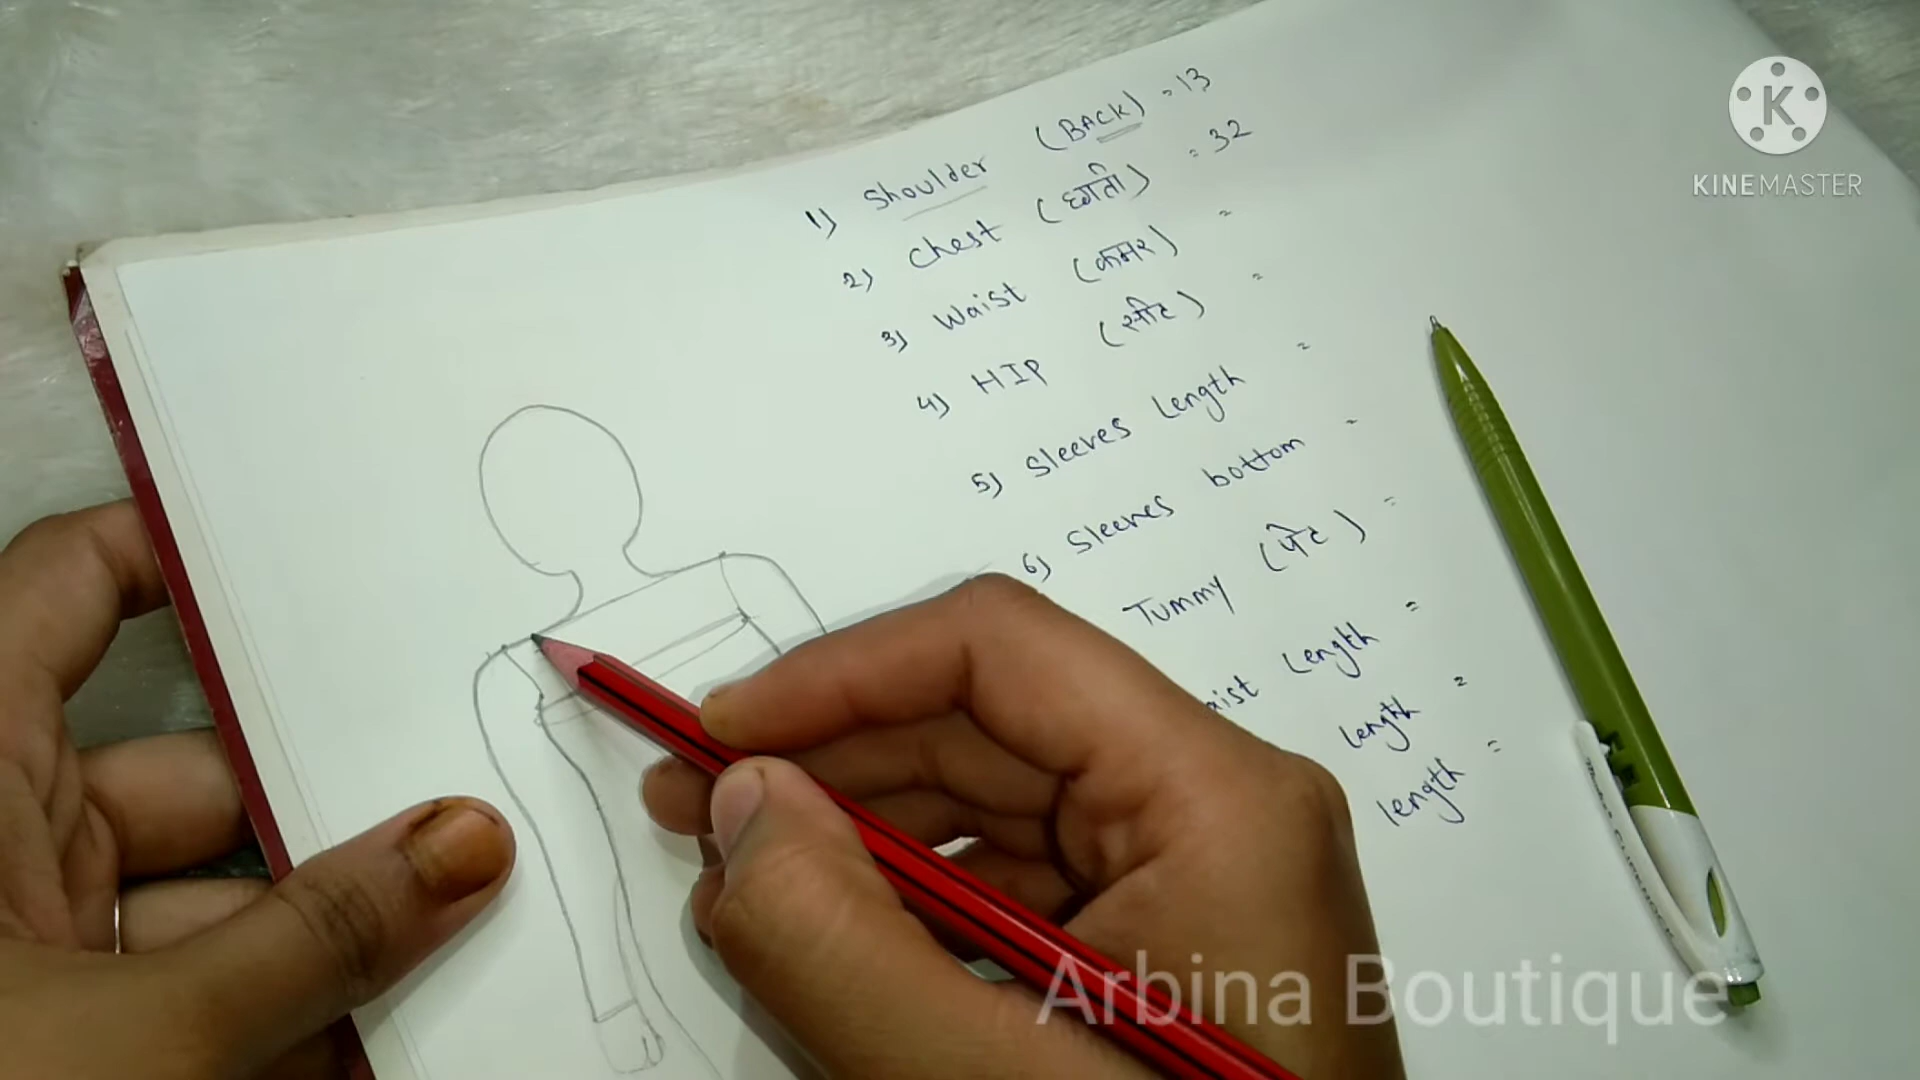 1) Shoulder (BACK) = 13
2) Chest (छाती) = 32
3) Waist (कमर) =
4) HIP (सीट) =
5) Sleeves Length =
6) Sleeves bottom =
Tummy (पेट) =
aist Length =
length =
length =
K
KINEMASTER
Arbina Boutique